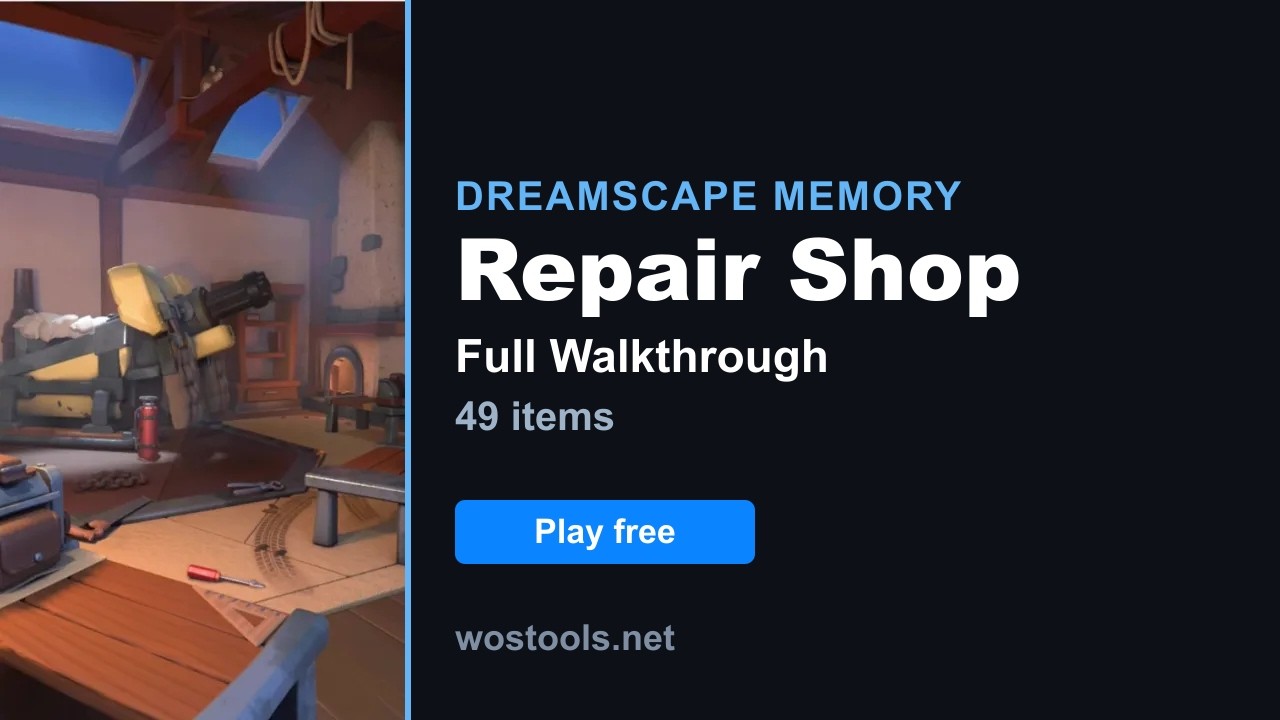 DREAMSCAPE MEMORY
Repair Shop
Full Walkthrough
49 items
Play free
wostools.net